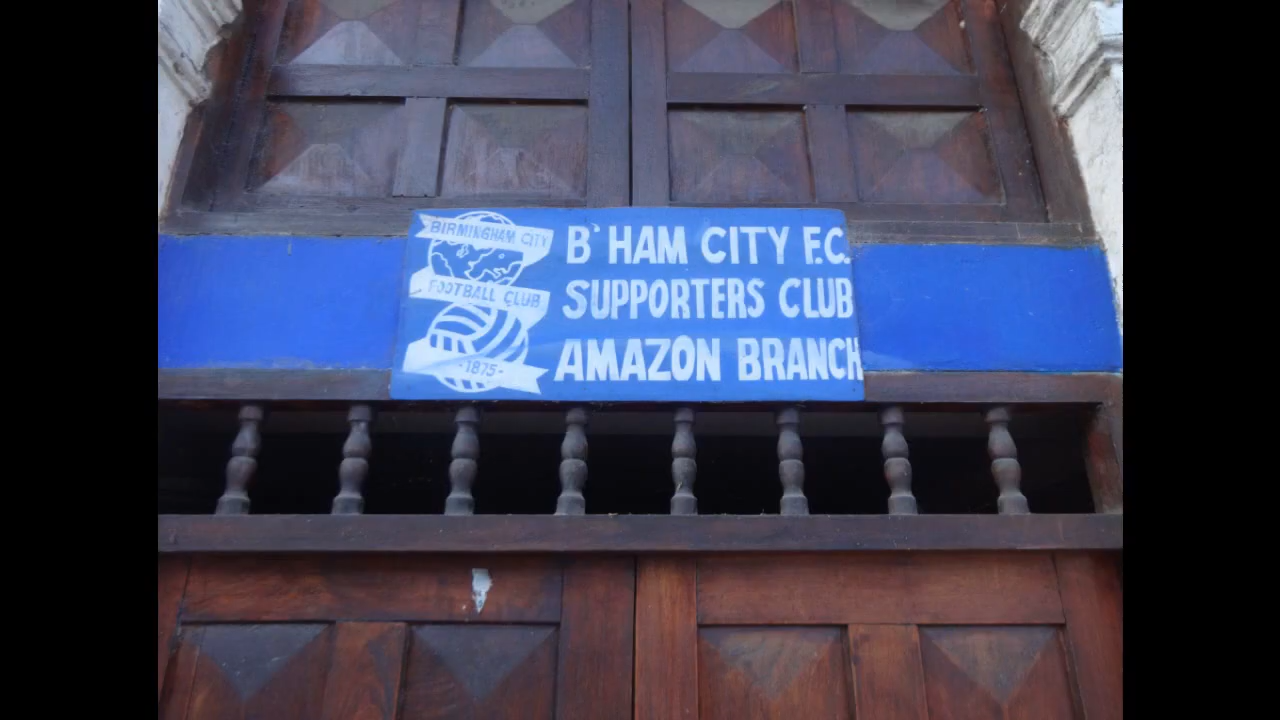 BIRMINGHAM CITY
FOOTBALL CLUB
-1875-
B'HAM CITY F.C.
SUPPORTERS CLUB
AMAZON BRANCH